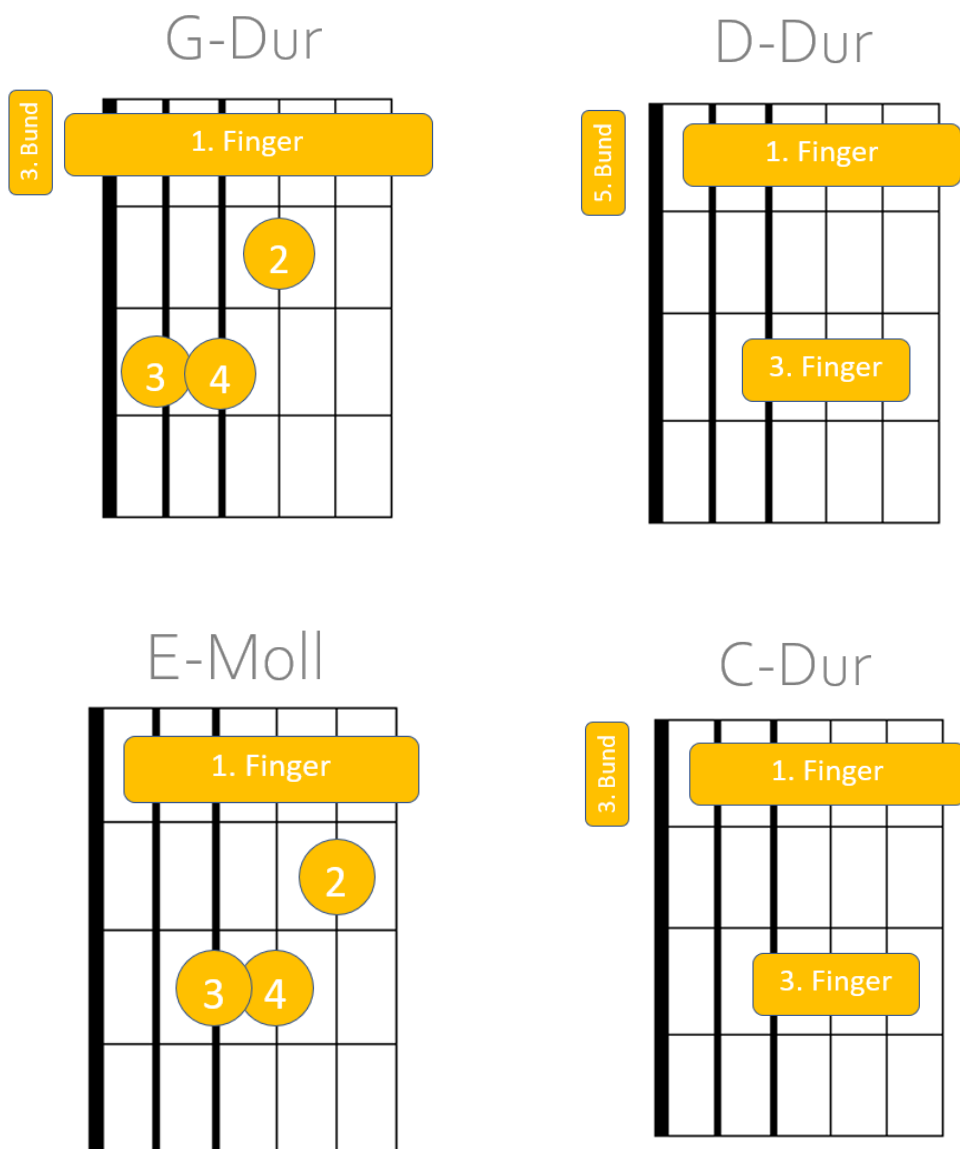 G-Dur
3. Bund
1. Finger
2
3
4
D-Dur
5. Bund
1. Finger
3. Finger
E-Moll
1. Finger
2
3
4
C-Dur
3. Bund
1. Finger
3. Finger